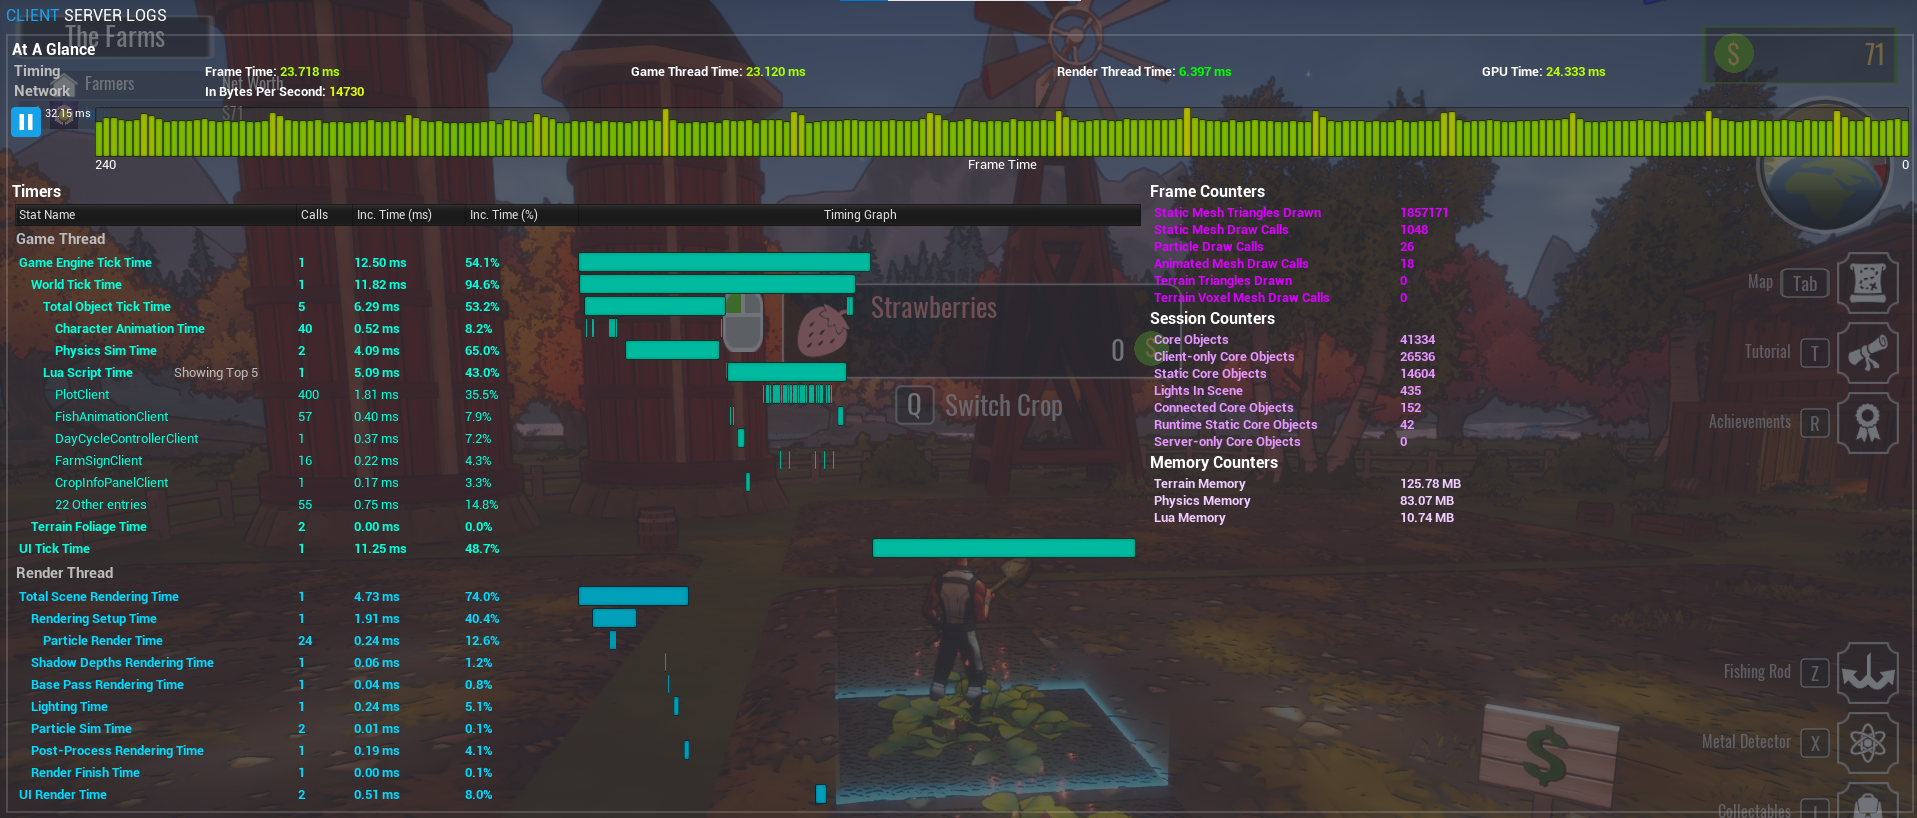 CLIENT SERVER LOGS
The Farms
At A Glance
Timing Frame Time: 23.718 ms Game Thread Time: 23.120 ms Render Thread Time: 6.397 ms GPU Time: 24.333 ms
$ 71
Farmers Net Worth
Network In Bytes Per Second: 14730
32.15 ms $71
240 Frame Time 0
Timers
Stat Name Calls Inc. Time (ms) Inc. Time (%) Timing Graph
Game Thread
Game Engine Tick Time 1 12.50 ms 54.1%
World Tick Time 1 11.82 ms 94.6%
Total Object Tick Time 5 6.29 ms 53.2%
Character Animation Time 40 0.52 ms 8.2%
Physics Sim Time 2 4.09 ms 65.0%
Lua Script Time Showing Top 5 1 5.09 ms 43.0%
PlotClient 400 1.81 ms 35.5%
FishAnimationClient 57 0.40 ms 7.9%
DayCycleControllerClient 1 0.37 ms 7.2%
FarmSignClient 16 0.22 ms 4.3%
CropInfoPanelClient 1 0.17 ms 3.3%
22 Other entries 55 0.75 ms 14.8%
Terrain Foliage Time 2 0.00 ms 0.0%
UI Tick Time 1 11.25 ms 48.7%
Render Thread
Total Scene Rendering Time 1 4.73 ms 74.0%
Rendering Setup Time 1 1.91 ms 40.4%
Particle Render Time 24 0.24 ms 12.6%
Shadow Depths Rendering Time 1 0.06 ms 1.2%
Base Pass Rendering Time 1 0.04 ms 0.8%
Lighting Time 1 0.24 ms 5.1%
Particle Sim Time 2 0.01 ms 0.1%
Post-Process Rendering Time 1 0.19 ms 4.1%
Render Finish Time 1 0.00 ms 0.1%
UI Render Time 2 0.51 ms 8.0%
Strawberries
0 $
Q Switch Crop
Frame Counters
Static Mesh Triangles Drawn 1857171
Static Mesh Draw Calls 1048
Particle Draw Calls 26
Animated Mesh Draw Calls 18
Terrain Triangles Drawn 0
Terrain Voxel Mesh Draw Calls 0
Session Counters
Core Objects 41334
Client-only Core Objects 26536
Static Core Objects 14604
Lights In Scene 435
Connected Core Objects 152
Runtime Static Core Objects 42
Server-only Core Objects 0
Memory Counters
Terrain Memory 125.78 MB
Physics Memory 83.07 MB
Lua Memory 10.74 MB
Map Tab
Tutorial T
Achievements R
Fishing Rod Z
Metal Detector X
Collectables
$